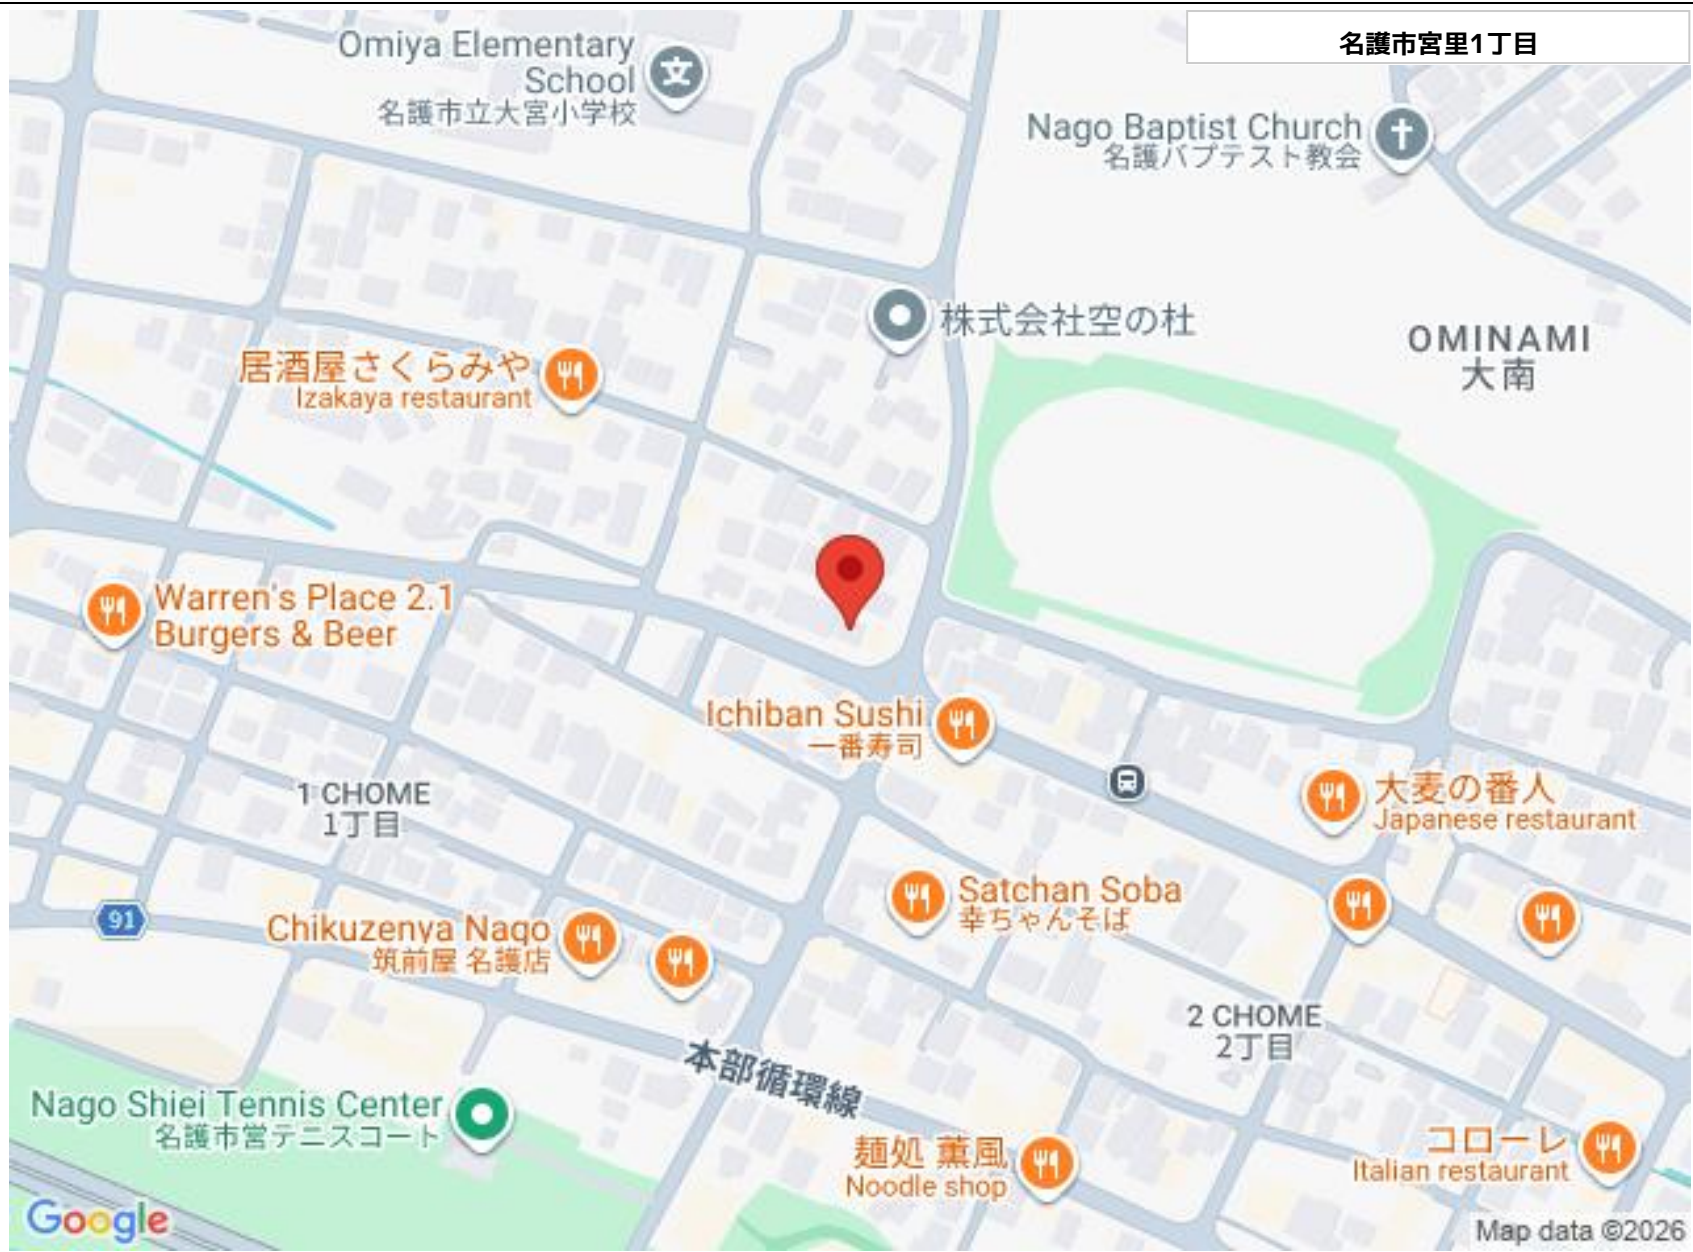 名護市宮里1丁目
Omiya Elementary
School
名護市立大宮小学校
文
Nago Baptist Church
名護バプテスト教会
株式会社空の杜
OMINAMI
大南
居酒屋さくらみや
Izakaya restaurant
Warren's Place 2.1
Burgers & Beer
Ichiban Sushi
一番寿司
1 CHOME
1丁目
大麦の番人
Japanese restaurant
Satchan Soba
幸ちゃんそば
91
Chikuzenya Nago
筑前屋 名護店
2 CHOME
2丁目
本部循環線
Nago Shiei Tennis Center
名護市営テニスコート
麺処 薫風
Noodle shop
コローレ
Italian restaurant
Google
Map data ©2026